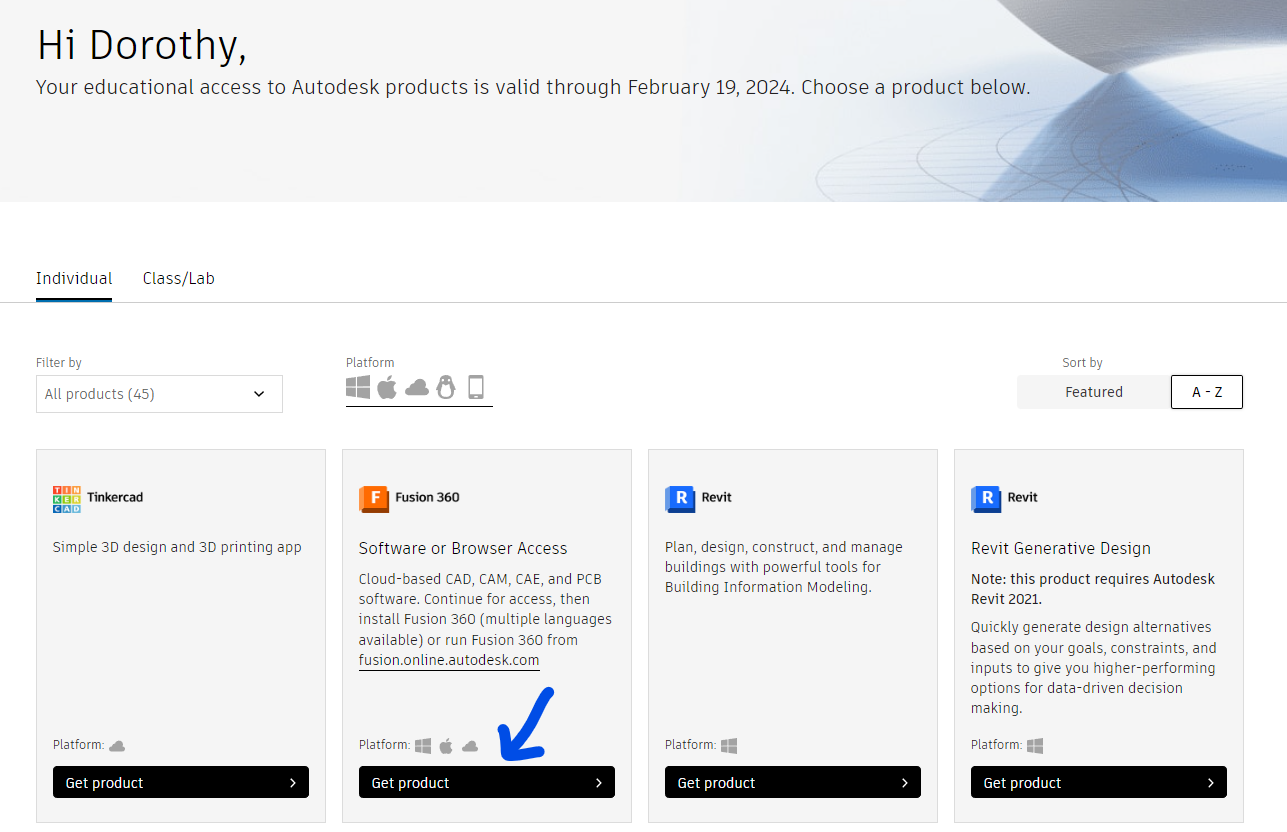 Hi Dorothy,
Your educational access to Autodesk products is valid through February 19, 2024. Choose a product below.
Individual
Class/Lab
Filter by
All products (45)
Platform
Sort by
Featured
A - Z
TIN
KER
CAD
Tinkercad
Simple 3D design and 3D printing app
Platform:
Get product
F
Fusion 360
Software or Browser Access
Cloud-based CAD, CAM, CAE, and PCB
software. Continue for access, then
install Fusion 360 (multiple languages
available) or run Fusion 360 from
fusion.online.autodesk.com
Platform:
Get product
R
Revit
Plan, design, construct, and manage
buildings with powerful tools for
Building Information Modeling.
Platform:
Get product
R
Revit
Revit Generative Design
Note: this product requires Autodesk
Revit 2021.
Quickly generate design alternatives
based on your goals, constraints, and
inputs to give you higher-performing
options for data-driven decision
making.
Platform:
Get product